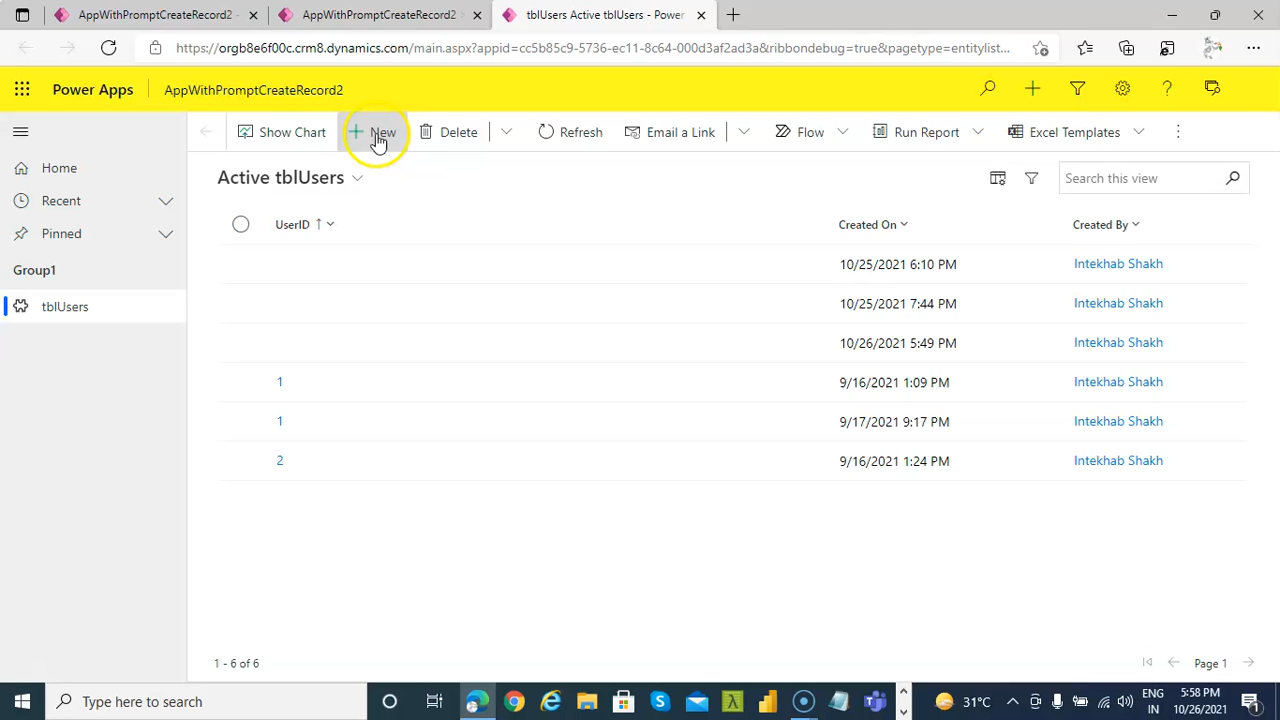 AppWithPromptCreateRecord2 -
AppWithPromptCreateRecord2
tblUsers Active tblUsers - Power
https://orgb8e6f00c.crm8.dynamics.com/main.aspx?appid=cc5b85c9-5736-ec11-8c64-000d3af2ad3a&ribbondebug=true&pagetype=entitylist...
Power Apps AppWithPromptCreateRecord2
Show Chart New Delete Refresh Email a Link Flow Run Report Excel Templates
Home
Recent
Pinned
Group1
tblUsers
Active tblUsers
Search this view
UserID Created On Created By
10/25/2021 6:10 PM Intekhab Shakh
10/25/2021 7:44 PM Intekhab Shakh
10/26/2021 5:49 PM Intekhab Shakh
1 9/16/2021 1:09 PM Intekhab Shakh
1 9/17/2021 9:17 PM Intekhab Shakh
2 9/16/2021 1:24 PM Intekhab Shakh
1 - 6 of 6
Page 1
Type here to search
31°C
ENG
IN
5:58 PM
10/26/2021
1